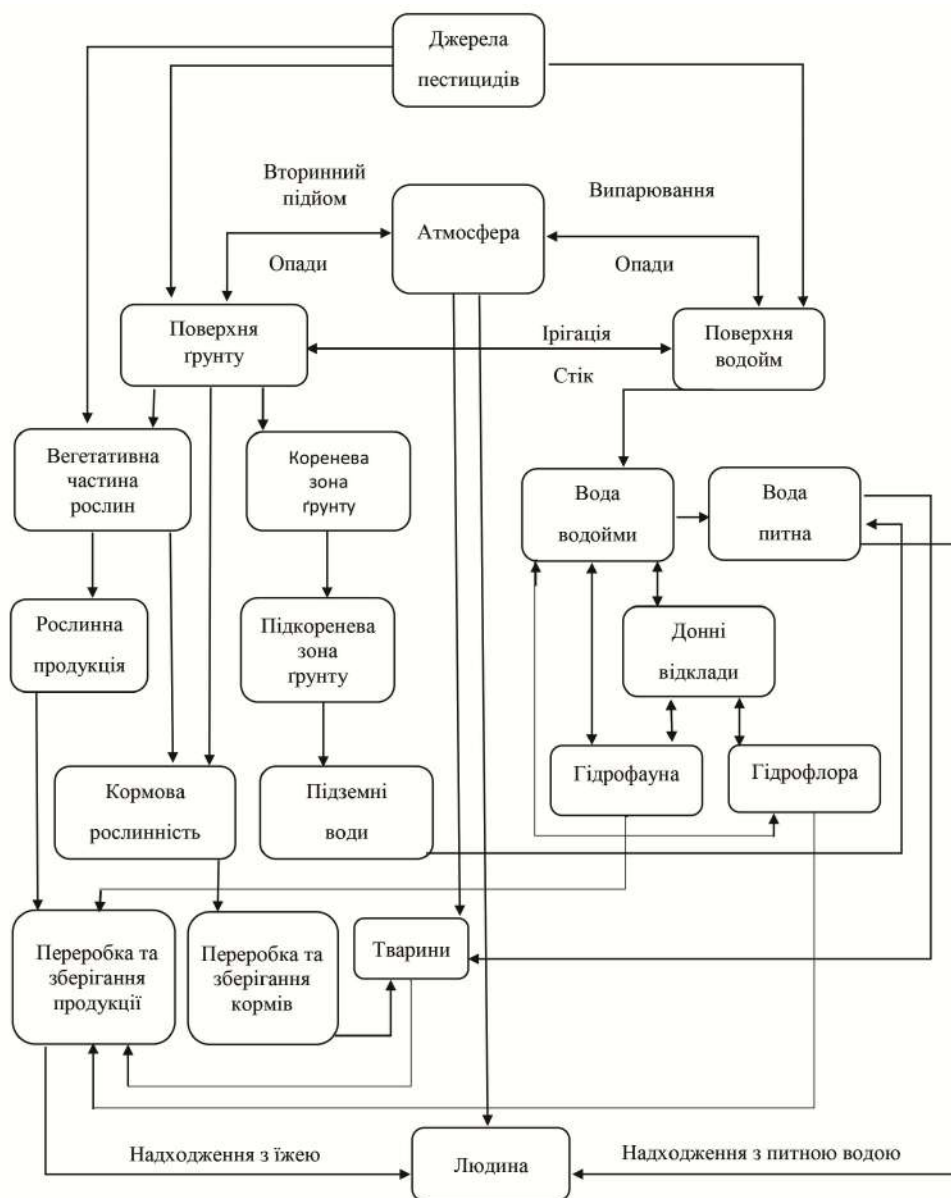 Джерела
пестицидів
Вторинний
підйом
Випарювання
Атмосфера
Опади
Опади
Поверхня
ґрунту
Ірігація
Стік
Поверхня
водойм
Вегетативна
частина
рослин
Коренева
зона
ґрунту
Вода
водойми
Вода
питна
Рослинна
продукція
Підкоренева
зона
ґрунту
Донні
відклади
Гідрофауна
Гідрофлора
Кормова
рослинність
Підземні
води
Переробка та
зберігання
продукції
Переробка та
зберігання
кормів
Тварини
Надходження з їжею
Людина
Надходження з питною водою